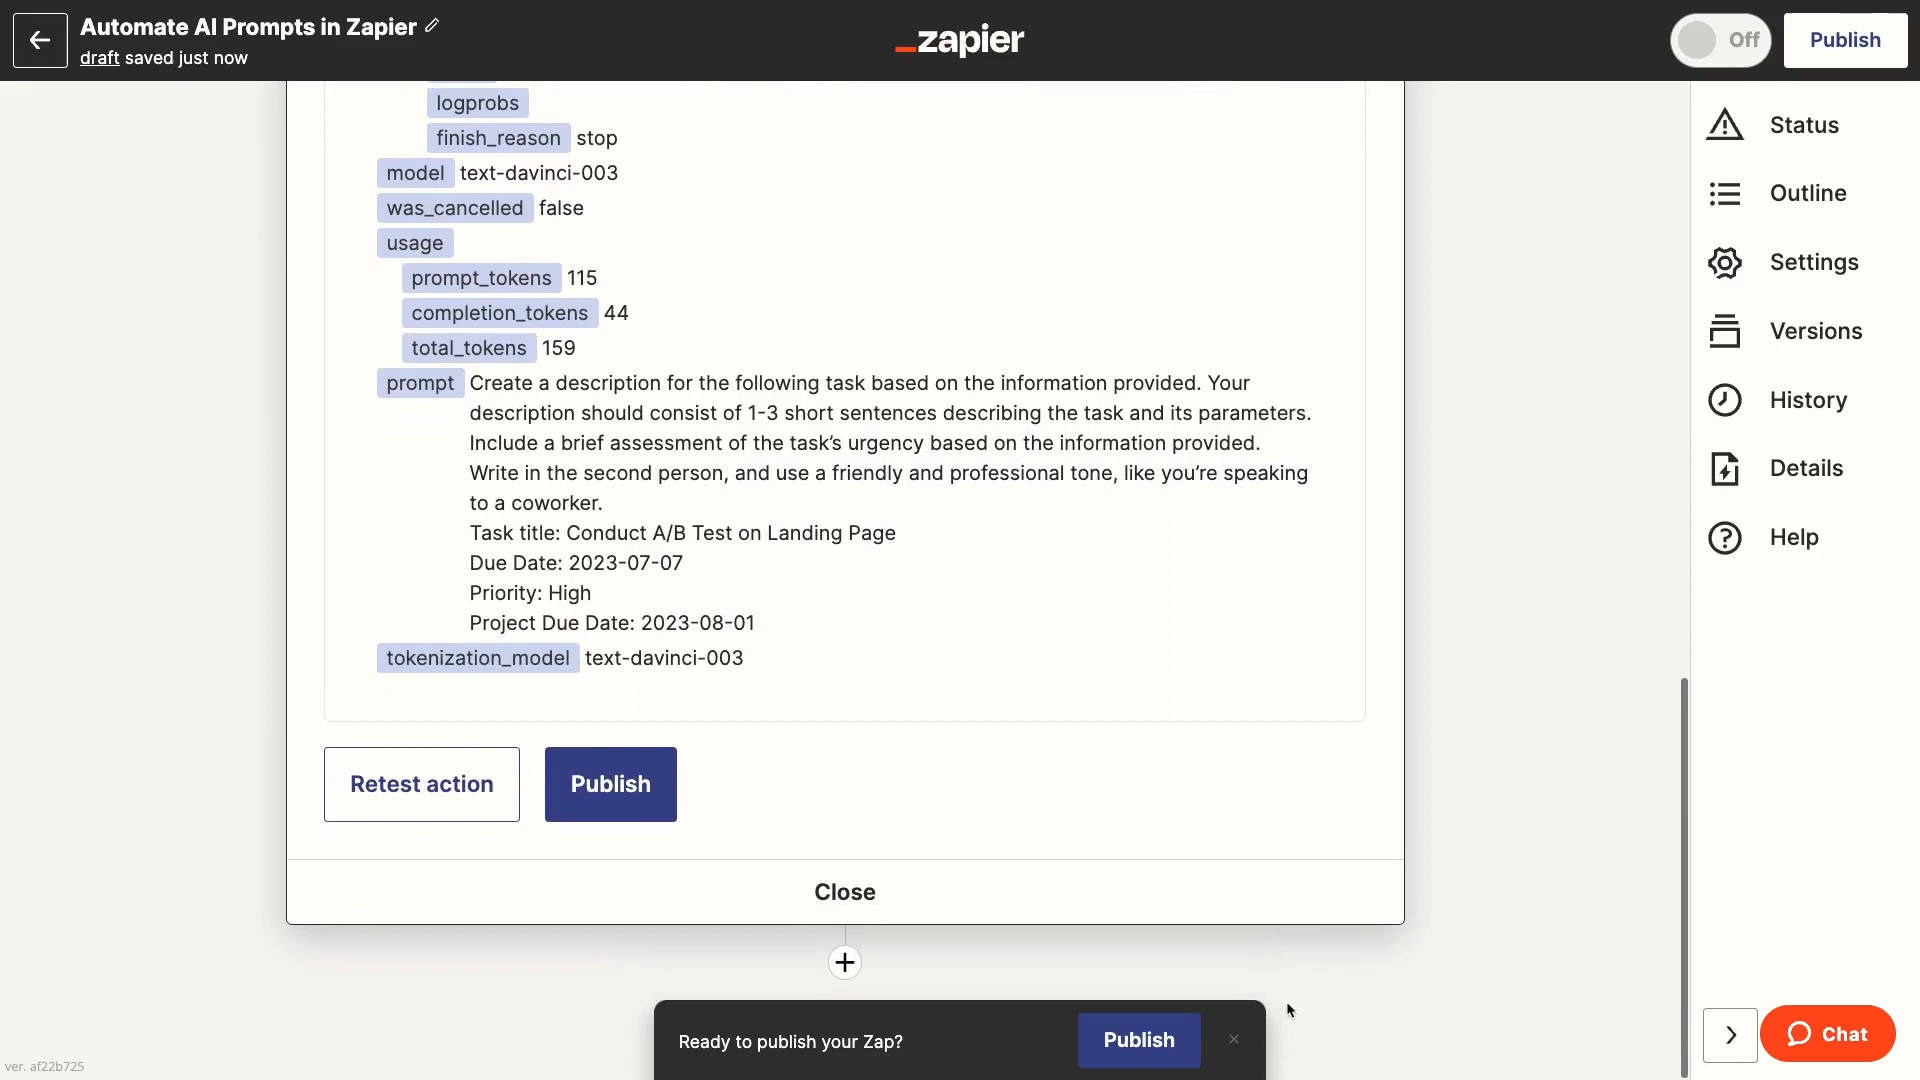 Automate AI Prompts in Zapier
draft saved just now
zapier
Off
Publish
logprobs
finish_reason stop
model text-davinci-003
was_cancelled false
usage
prompt_tokens 115
completion_tokens 44
total_tokens 159
prompt Create a description for the following task based on the information provided. Your
description should consist of 1-3 short sentences describing the task and its parameters.
Include a brief assessment of the task’s urgency based on the information provided.
Write in the second person, and use a friendly and professional tone, like you’re speaking
to a coworker.
Task title: Conduct A/B Test on Landing Page
Due Date: 2023-07-07
Priority: High
Project Due Date: 2023-08-01
tokenization_model text-davinci-003
Retest action
Publish
Close
Ready to publish your Zap?
Publish
Status
Outline
Settings
Versions
History
Details
Help
Chat
ver. af22b725